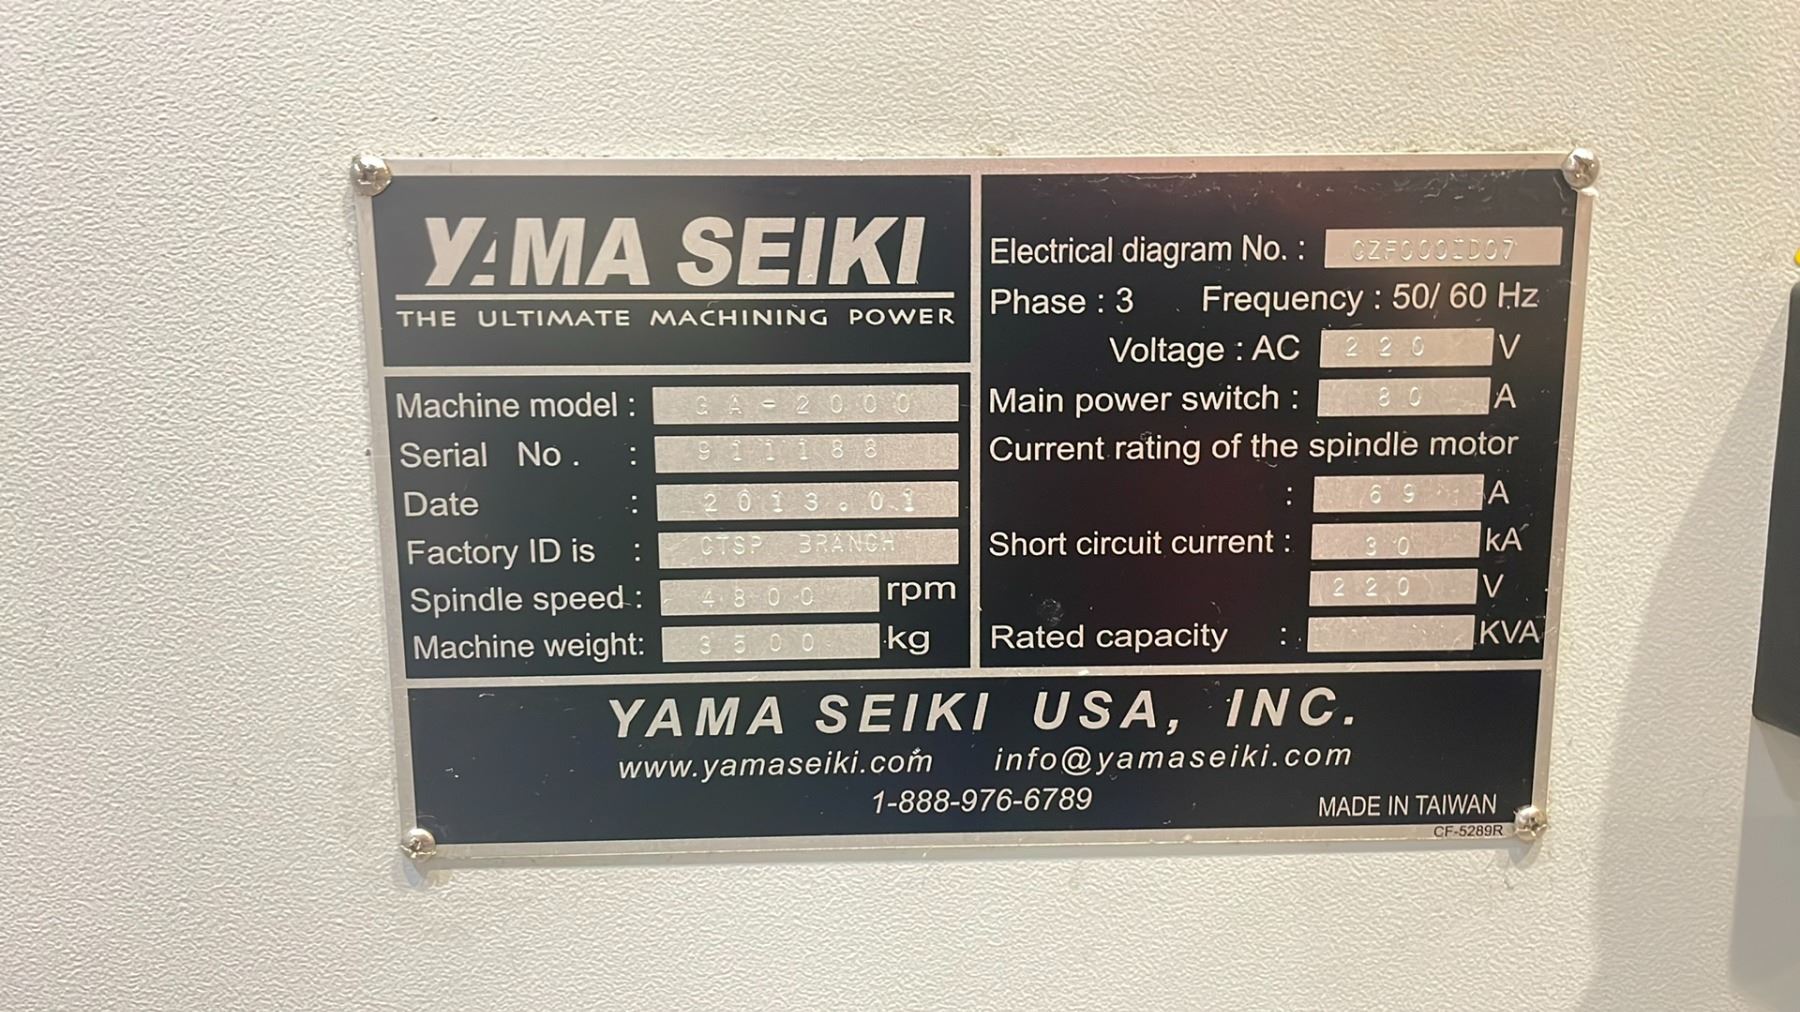 YAMA SEIKI
THE ULTIMATE MACHINING POWER
Machine model : GA-2000
Serial No. : 911188
Date : 2013.01
Factory ID is : CTSP BRANCH
Spindle speed : 4800 rpm
Machine weight: 3500 kg
Electrical diagram No. :
Phase : 3 Frequency : 50/ 60 Hz
Voltage : AC 220 V
Main power switch : 80 A
Current rating of the spindle motor
: 69 A
Short circuit current : 30 kA
220 V
Rated capacity : KVA
YAMA SEIKI USA, INC.
www.yamaseiki.com info@yamaseiki.com
1-888-976-6789
MADE IN TAIWAN
CF-5289R